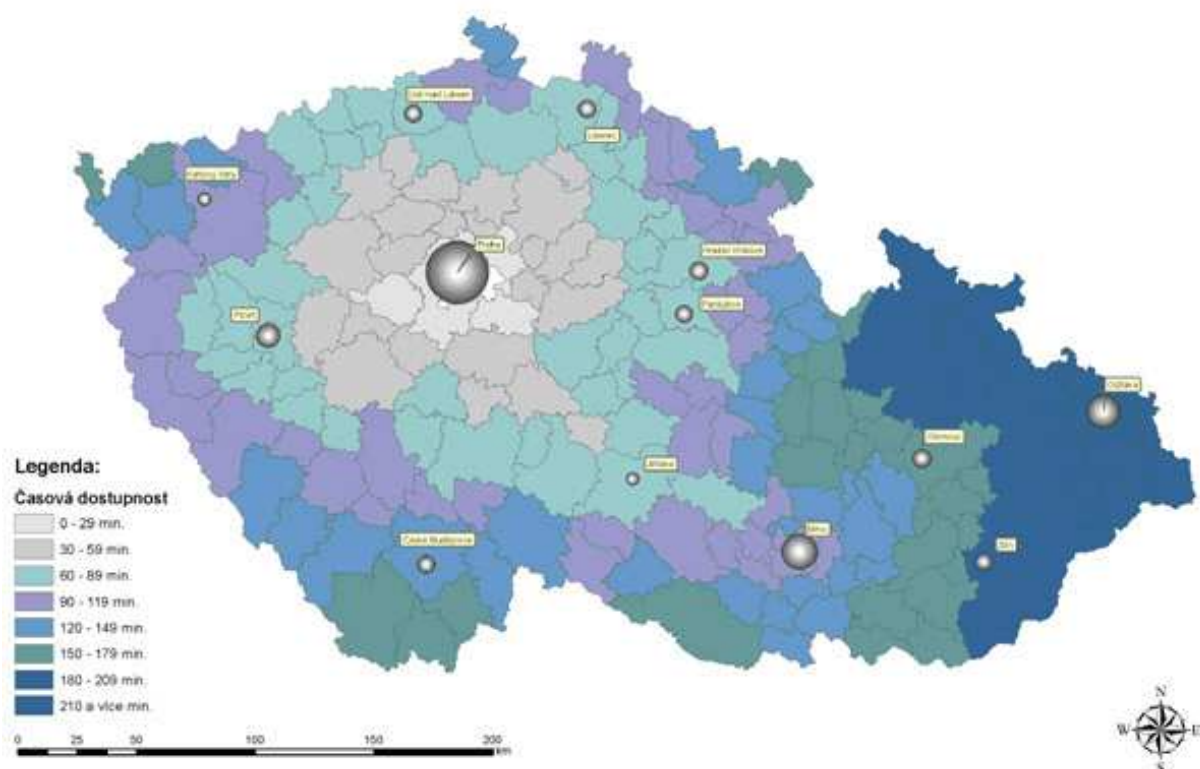 Ústí nad Labem
Liberec
Karlovy Vary
Praha
Hradec Králové
Pardubice
Plzeň
Ostrava
Olomouc
Jihlava
Brno
České Budějovice
Zlín
Legenda:
Časová dostupnost
0 - 29 min.
30 - 59 min.
60 - 89 min.
90 - 119 min.
120 - 149 min.
150 - 179 min.
180 - 209 min.
210 a více min.
0 25 50 100 150 200
km
N
W E
S